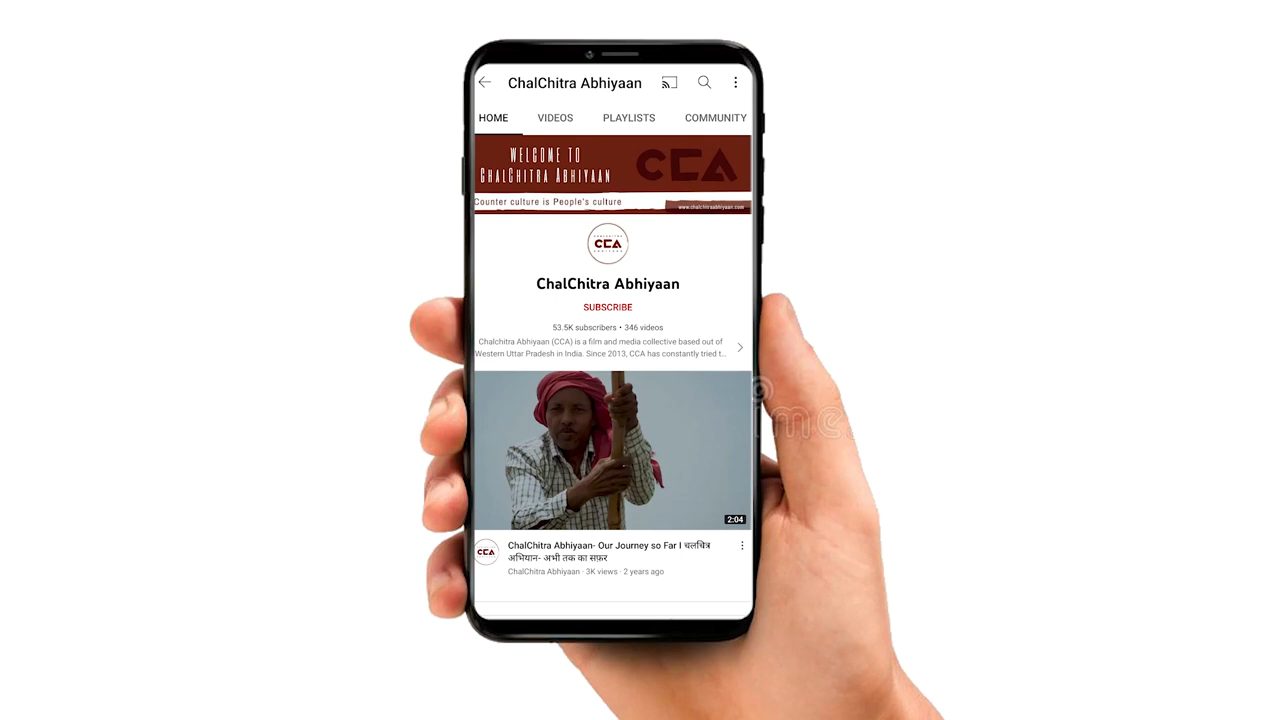 ChalChitra Abhiyaan
HOME VIDEOS PLAYLISTS COMMUNITY
WELCOME TO
CHALCHITRA ABHIYAAN
CCA
Counter culture is People's culture
www.chalchitraabhiyaan.com
CCA
ChalChitra Abhiyaan
SUBSCRIBE
53.5K subscribers • 346 videos
Chalchitra Abhiyaan (CCA) is a film and media collective based out of
Western Uttar Pradesh in India. Since 2013, CCA has constantly tried t...
2:04
CCA
ChalChitra Abhiyaan- Our Journey so Far I चलचित्र
अभियान- अभी तक का सफ़र
ChalChitra Abhiyaan · 3K views · 2 years ago